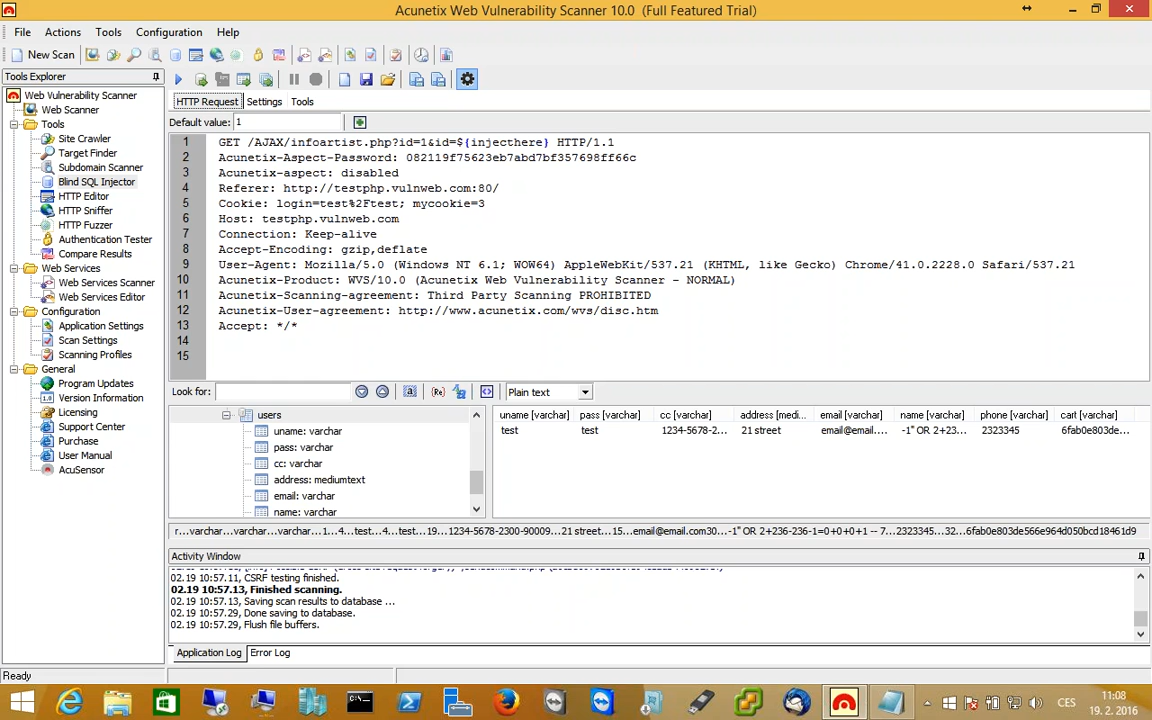 Acunetix Web Vulnerability Scanner 10.0 (Full Featured Trial)
File Actions Tools Configuration Help
New Scan
Tools Explorer
Web Vulnerability Scanner
Web Scanner
Tools
Site Crawler
Target Finder
Subdomain Scanner
Blind SQL Injector
HTTP Editor
HTTP Sniffer
HTTP Fuzzer
Authentication Tester
Compare Results
Web Services
Web Services Scanner
Web Services Editor
Configuration
Application Settings
Scan Settings
Scanning Profiles
General
Program Updates
Version Information
Licensing
Support Center
Purchase
User Manual
AcuSensor
HTTP Request Settings Tools
Default value: 1
1 GET /AJAX/infoartist.php?id=1&id=${injecthere} HTTP/1.1
2 Acunetix-Aspect-Password: 082119f75623eb7abd7bf357698ff66c
3 Acunetix-aspect: disabled
4 Referer: http://testphp.vulnweb.com:80/
5 Cookie: login=test%2Ftest; mycookie=3
6 Host: testphp.vulnweb.com
7 Connection: Keep-alive
8 Accept-Encoding: gzip,deflate
9 User-Agent: Mozilla/5.0 (Windows NT 6.1; WOW64) AppleWebKit/537.21 (KHTML, like Gecko) Chrome/41.0.2228.0 Safari/537.21
10 Acunetix-Product: WVS/10.0 (Acunetix Web Vulnerability Scanner - NORMAL)
11 Acunetix-Scanning-agreement: Third Party Scanning PROHIBITED
12 Acunetix-User-agreement: http://www.acunetix.com/wvs/disc.htm
13 Accept: */*
14
15
Look for: Plain text
users
uname: varchar
pass: varchar
cc: varchar
address: mediumtext
email: varchar
name: varchar
uname [varchar] pass [varchar] cc [varchar] address [medi... email [varchar] name [varchar] phone [varchar] cart [varchar]
test test 1234-5678-2... 21 street email@email.... -1" OR 2+23... 2323345 6fab0e803de...
r...varchar...varchar...varchar...1...4...test...4...test...19...1234-5678-2300-90009...21 street...15...email@email.com30...-1" OR 2+236-236-1=0+0+0+1 -- 7...2323345...32...6fab0e803de566e964d050bcd18461d9
Activity Window
02.19 10:57.11, CSRF testing finished.
02.19 10:57.13, Finished scanning.
02.19 10:57.13, Saving scan results to database ...
02.19 10:57.29, Done saving to database.
02.19 10:57.29, Flush file buffers.
Application Log Error Log
Ready
CES
11:08
19. 2. 2016